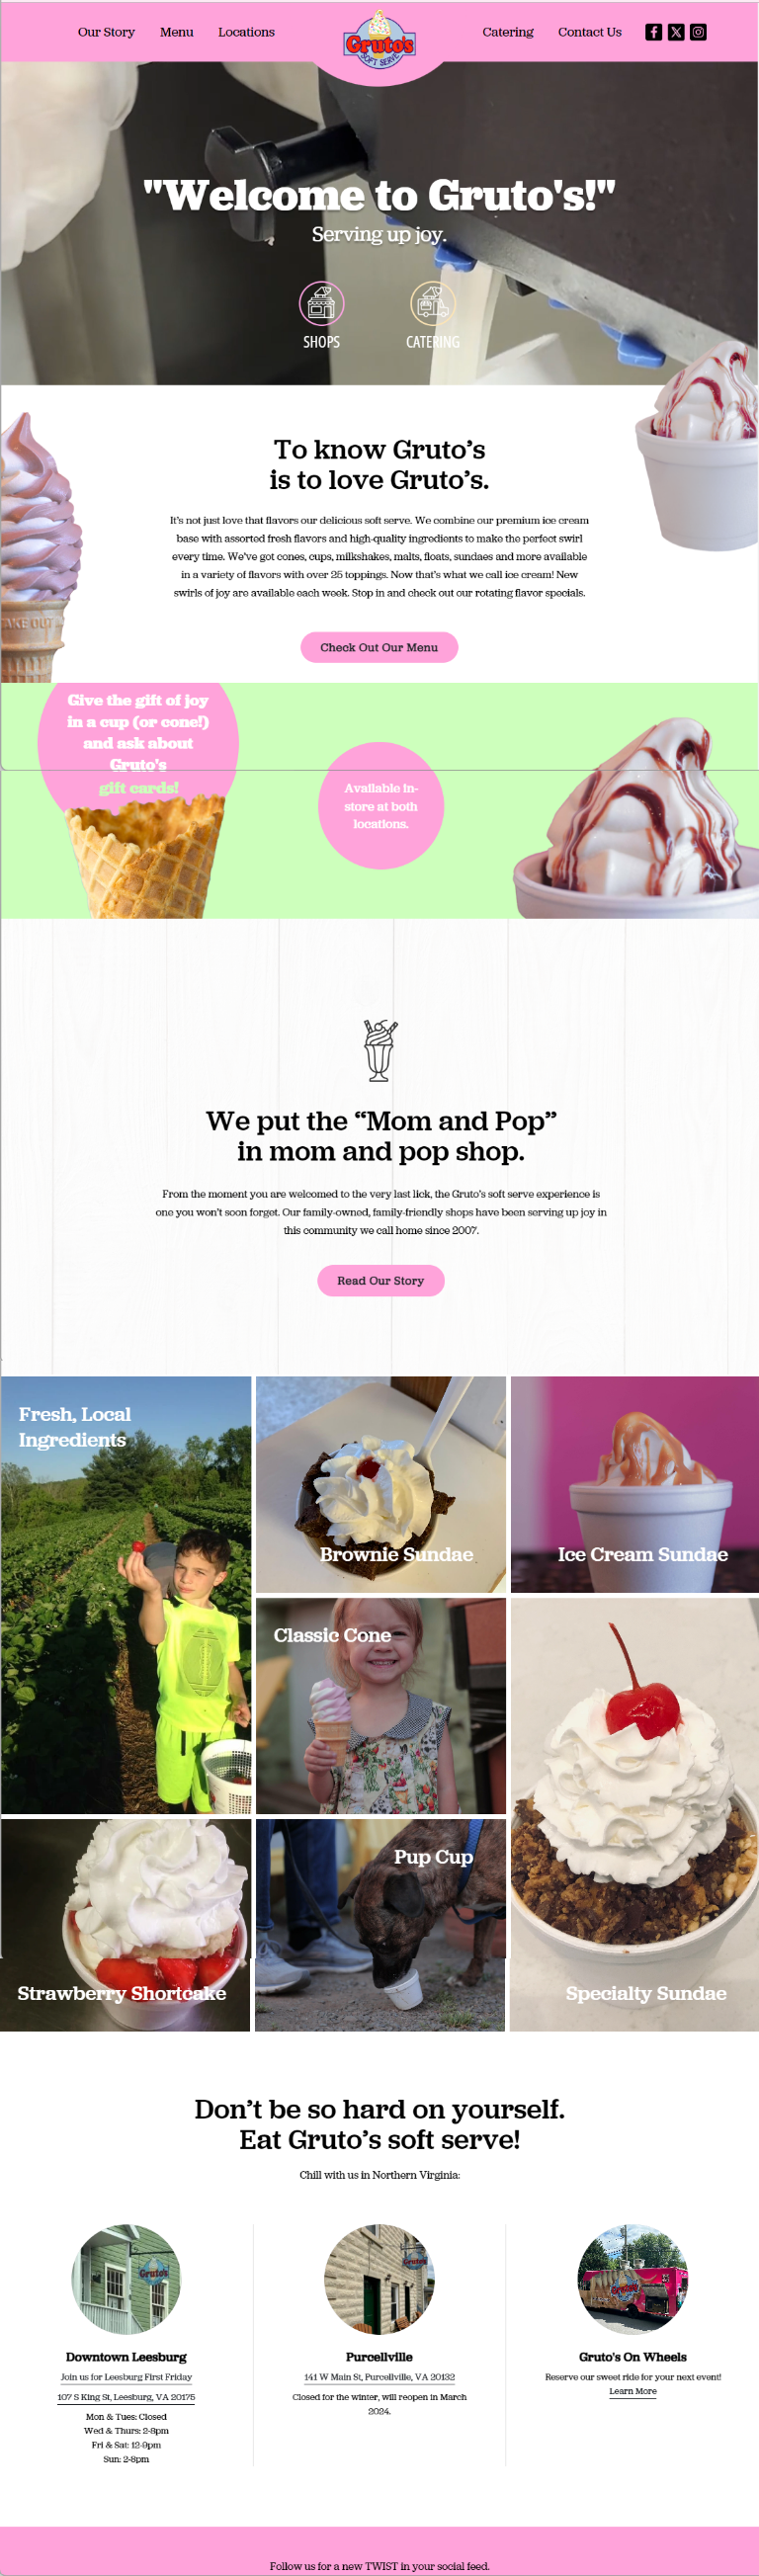 Our Story Menu Locations
Gruto's
SOFT SERVE
Catering Contact Us
"Welcome to Gruto's!"
Serving up joy.
SHOPS CATERING
To know Gruto’s
is to love Gruto’s.
It’s not just love that flavors our delicious soft serve. We combine our premium ice cream
base with assorted fresh flavors and high-quality ingredients to make the perfect swirl
every time. We’ve got cones, cups, milkshakes, malts, floats, sundaes and more available
in a variety of flavors with over 25 toppings. Now that’s what we call ice cream! New
swirls of joy are available each week. Stop in and check out our rotating flavor specials.
TAKE OUT
Check Out Our Menu
Give the gift of joy
in a cup (or cone!)
and ask about
Gruto's
gift cards!
Available in-
store at both
locations.
We put the “Mom and Pop”
in mom and pop shop.
From the moment you are welcomed to the very last lick, the Gruto’s soft serve experience is
one you won’t soon forget. Our family-owned, family-friendly shops have been serving up joy in
this community we call home since 2007.
Read Our Story
Fresh, Local
Ingredients
Brownie Sundae
Ice Cream Sundae
Classic Cone
Pup Cup
Strawberry Shortcake
Specialty Sundae
Don’t be so hard on yourself.
Eat Gruto’s soft serve!
Chill with us in Northern Virginia:
Gruto's
Gruto's
Downtown Leesburg
Join us for Leesburg First Friday
107 S King St, Leesburg, VA 20175
Mon & Tues: Closed
Wed & Thurs: 2-8pm
Fri & Sat: 12-9pm
Sun: 2-8pm
Purcellville
141 W Main St, Purcellville, VA 20132
Closed for the winter, will reopen in March
2024.
Gruto's On Wheels
Reserve our sweet ride for your next event!
Learn More
Follow us for a new TWIST in your social feed.